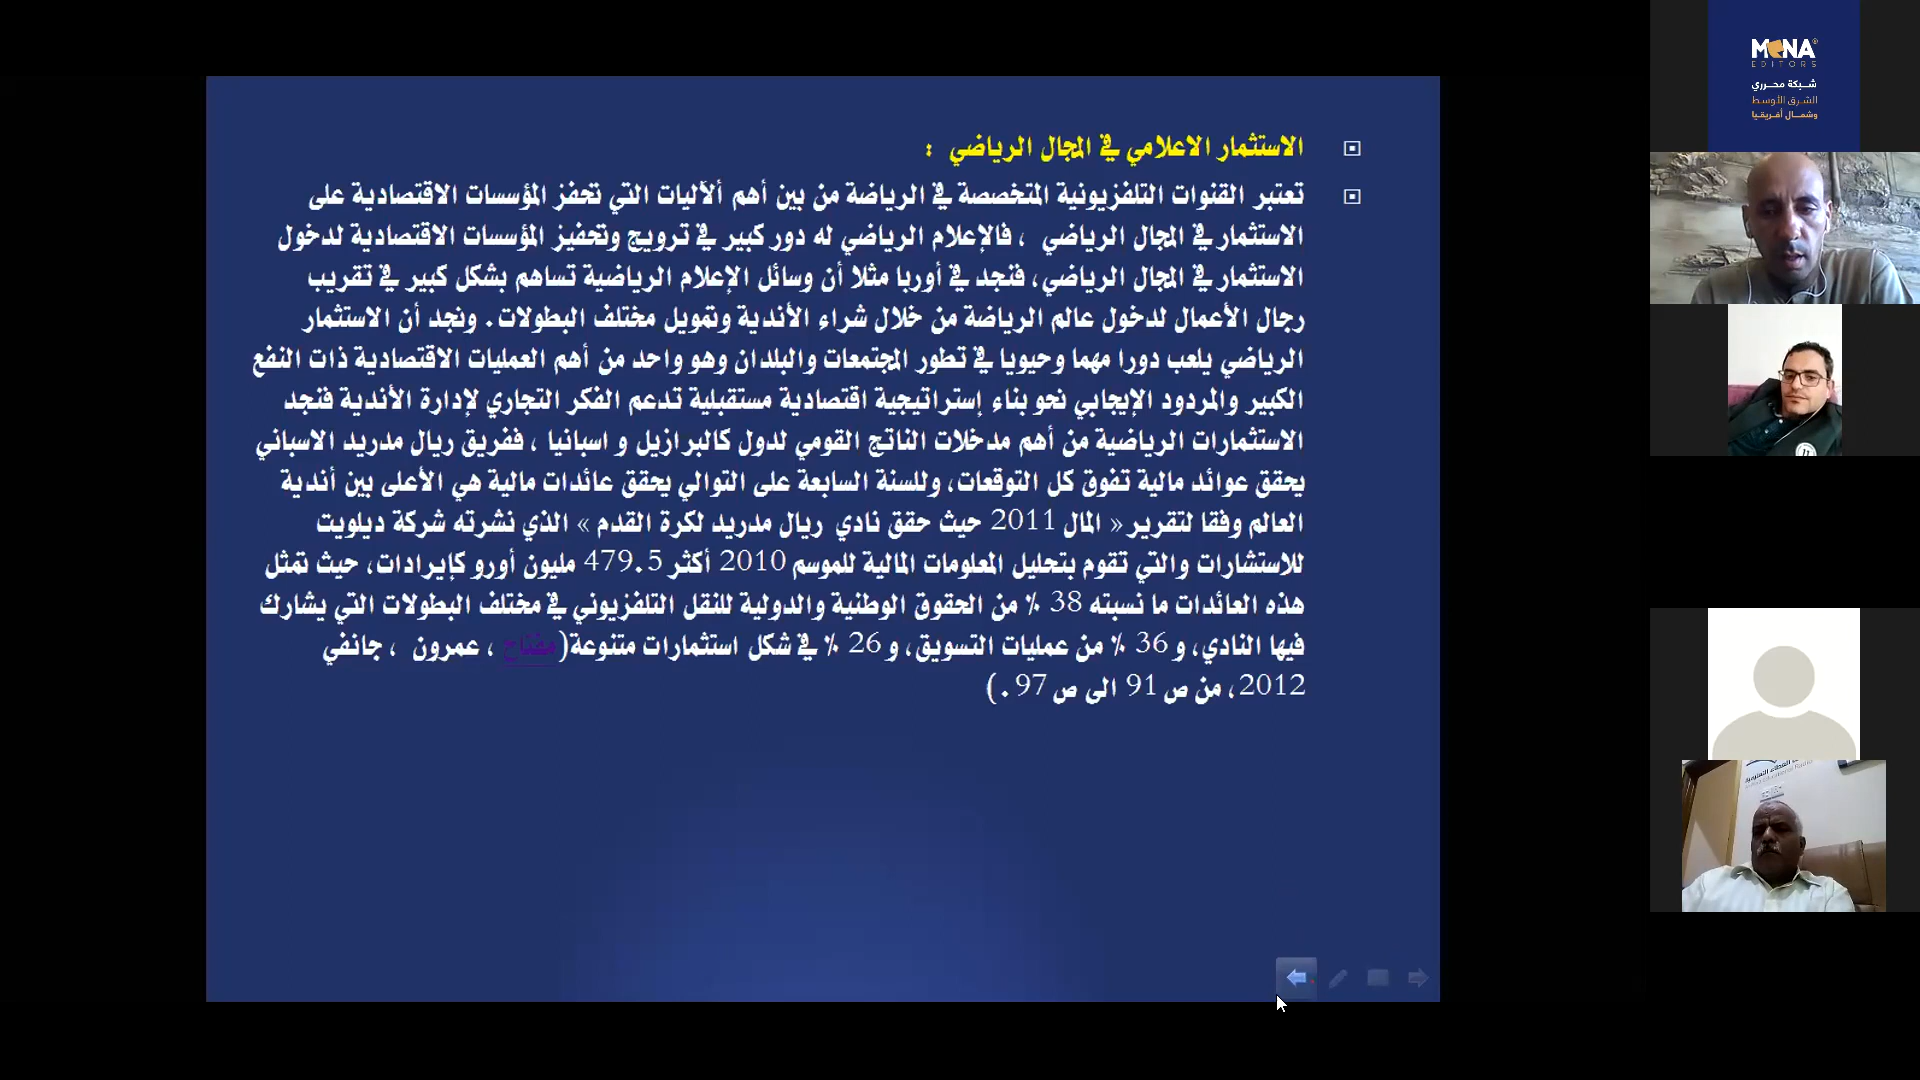 الاستثمار الاعلامي في المجال الرياضي :
تعتبر القنوات التلفزيونية المتخصصة في الرياضة من بين أهم ألآليات التي تحفز المؤسسات الاقتصادية على
الاستثمار في المجال الرياضي ، فالإعلام الرياضي له دور كبير في ترويج وتحفيز المؤسسات الاقتصادية لدخول
الاستثمار في المجال الرياضي، فنجد في أوربا مثلا أن وسائل الإعلام الرياضية تساهم بشكل كبير في تقريب
رجال الأعمال لدخول عالم الرياضة من خلال شراء الأندية وتمويل مختلف البطولات. ونجد أن الاستثمار
الرياضي يلعب دورا مهما وحيويا في تطور المجتمعات والبلدان وهو واحد من أهم العمليات الاقتصادية ذات النفع
الكبير والمردود الإيجابي نحو بناء إستراتيجية اقتصادية مستقبلية تدعم الفكر التجاري لإدارة الأندية فنجد
الاستثمارات الرياضية من أهم مدخلات الناتج القومي لدول كالبرازيل و اسبانيا ، ففريق ريال مدريد الاسباني
يحقق عوائد مالية تفوق كل التوقعات، وللسنة السابعة على التوالي يحقق عائدات مالية هي الأعلى بين أندية
العالم وفقا لتقرير« المال 2011 حيث حقق نادي ريال مدريد لكرة القدم » الذي نشرته شركة ديلويت
للاستشارات والتي تقوم بتحليل المعلومات المالية للموسم 2010 أكثر 479.5 مليون أورو كإيرادات، حيث تمثل
هذه العائدات ما نسبته 38 % من الحقوق الوطنية والدولية للنقل التلفزيوني في مختلف البطولات التي يشارك
فيها النادي، و 36 % من عمليات التسويق، و 26 % في شكل استثمارات متنوعة(مفتاح ، عمرون ، جانفي
2012، من ص 91 الى ص 97 .)
MENA
EDITORS
شبكة محرري
الشرق الأوسط
وشمال أفريقيا